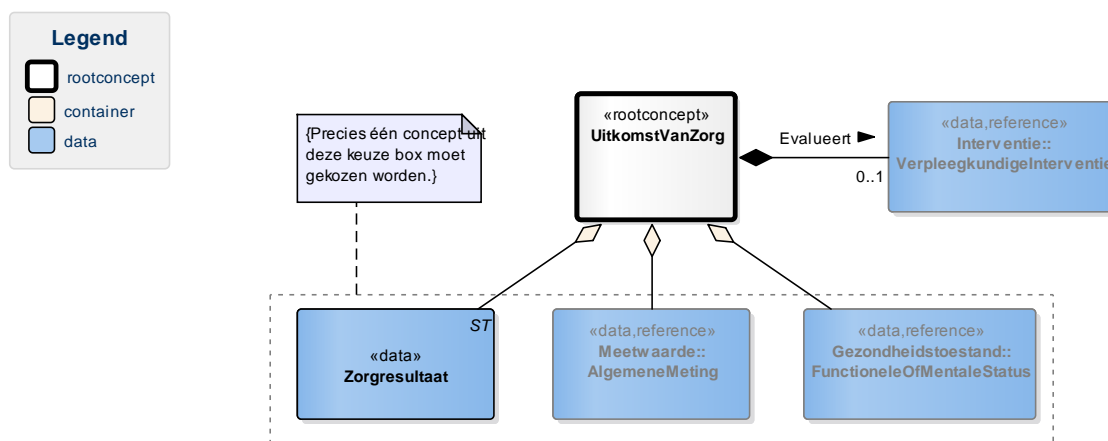 Legend
rootconcept
container
data
{Precies één concept uit
deze keuze box moet
gekozen worden.}
«rootconcept»
UitkomstVanZorg
Evalueert
0..1
«data,reference»
Interventie::
VerpleegkundigeInterventie
ST
«data»
Zorgresultaat
«data,reference»
Meetwaarde::
AlgemeneMeting
«data,reference»
Gezondheidstoestand::
FunctioneleOfMentaleStatus